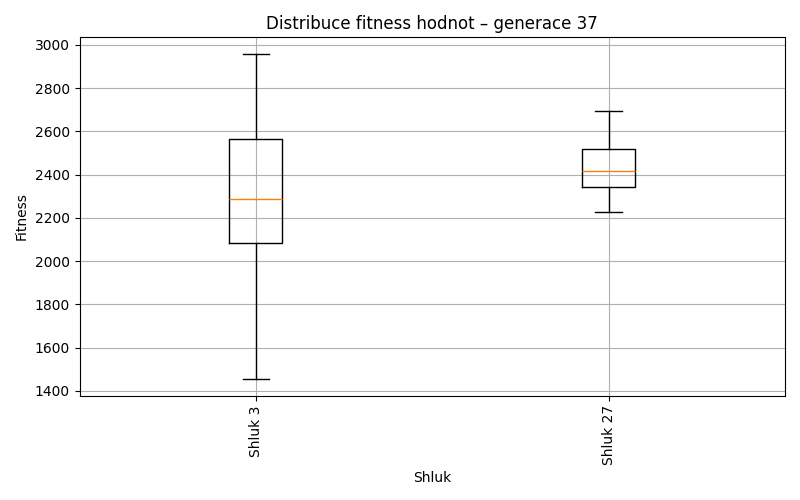 Distribuce fitness hodnot – generace 37
Fitness
3000
2800
2600
2400
2200
2000
1800
1600
1400
Shluk 3
Shluk 27
Shluk